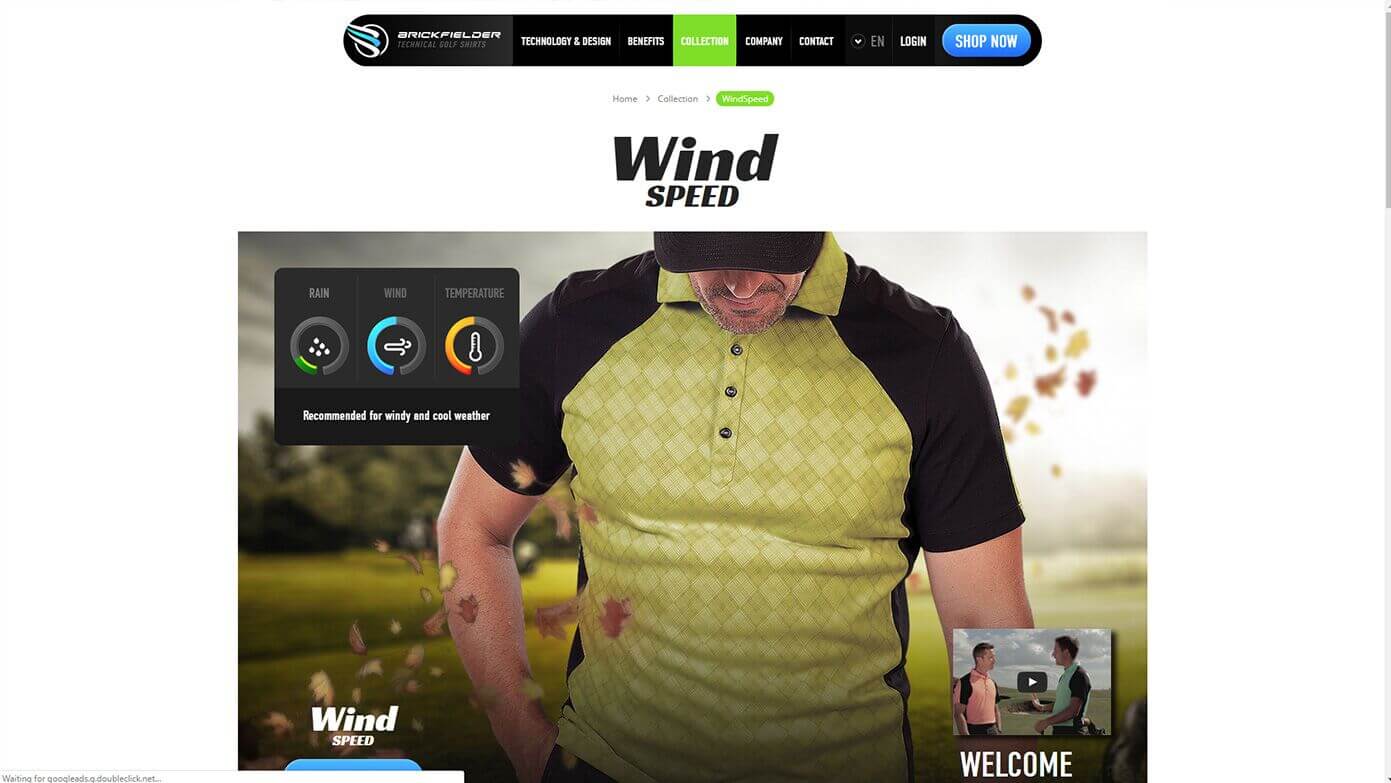 BRICKFIELDER
TECHNICAL GOLF SHIRTS
TECHNOLOGY & DESIGN BENEFITS COLLECTION COMPANY CONTACT EN LOGIN SHOP NOW
Home > Collection > WindSpeed
Wind
SPEED
RAIN WIND TEMPERATURE
Recommended for windy and cool weather
Wind
SPEED
WELCOME
Waiting for googleads.g.doubleclick.net...